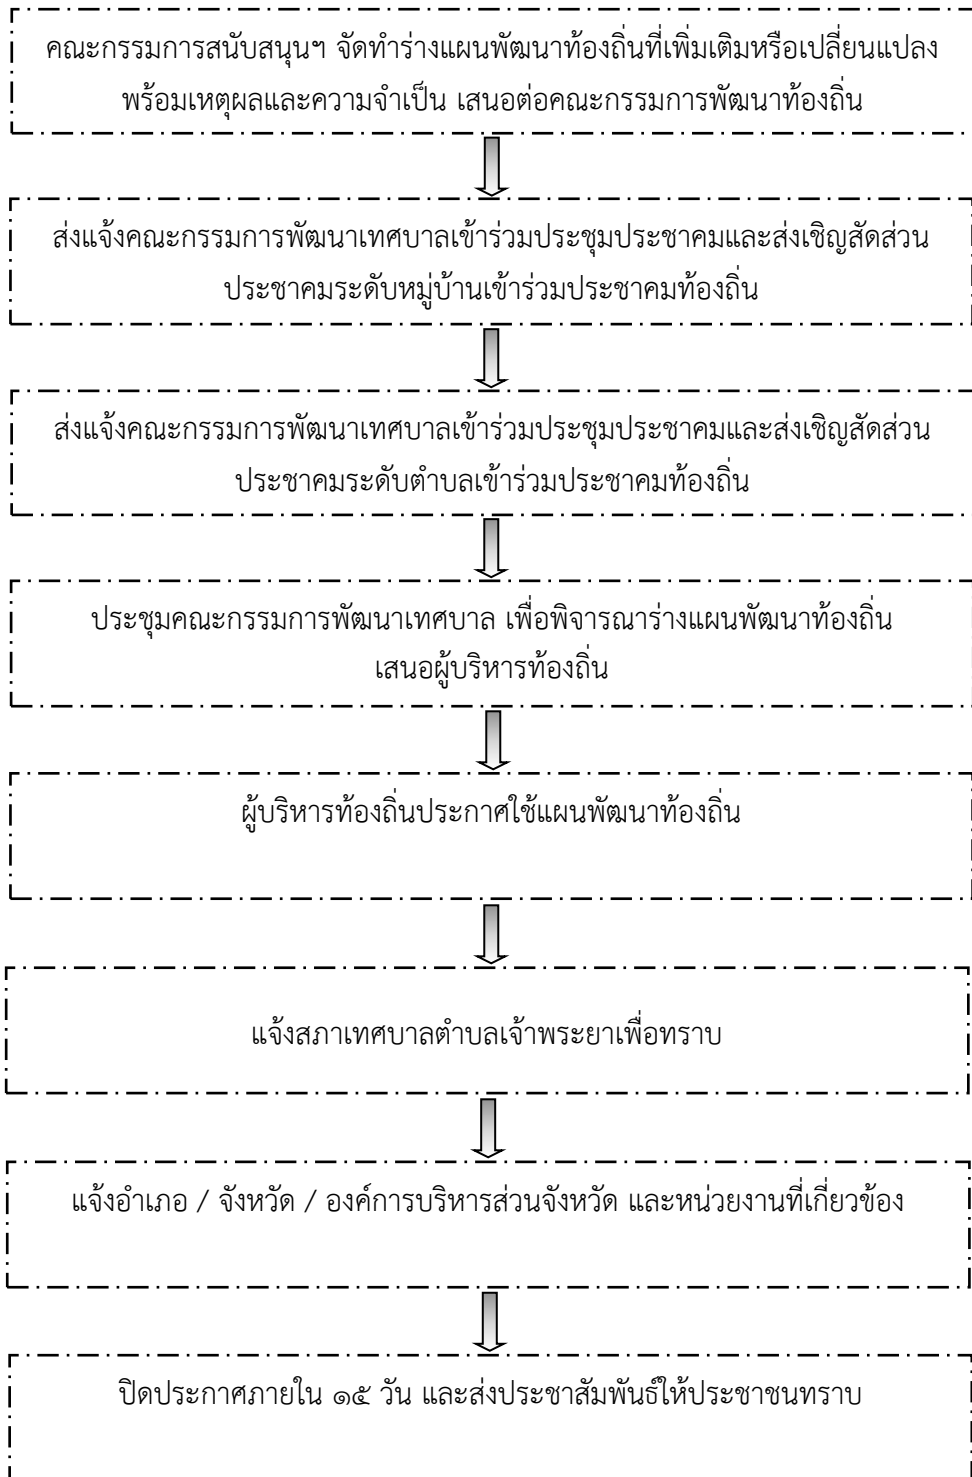 คณะกรรมการสนับสนุนฯ จัดทำร่างแผนพัฒนาท้องถิ่นที่เพิ่มเติมหรือเปลี่ยนแปลง
พร้อมเหตุผลและความจำเป็น เสนอต่อคณะกรรมการพัฒนาท้องถิ่น
ส่งแจ้งคณะกรรมการพัฒนาเทศบาลเข้าร่วมประชุมประชาคมและส่งเชิญสัดส่วน
ประชาคมระดับหมู่บ้านเข้าร่วมประชาคมท้องถิ่น
ส่งแจ้งคณะกรรมการพัฒนาเทศบาลเข้าร่วมประชุมประชาคมและส่งเชิญสัดส่วน
ประชาคมระดับตำบลเข้าร่วมประชาคมท้องถิ่น
ประชุมคณะกรรมการพัฒนาเทศบาล เพื่อพิจารณาร่างแผนพัฒนาท้องถิ่น
เสนอผู้บริหารท้องถิ่น
ผู้บริหารท้องถิ่นประกาศใช้แผนพัฒนาท้องถิ่น
แจ้งสภาเทศบาลตำบลเจ้าพระยาเพื่อทราบ
แจ้งอำเภอ / จังหวัด / องค์การบริหารส่วนจังหวัด และหน่วยงานที่เกี่ยวข้อง
ปิดประกาศภายใน ๑๕ วัน และส่งประชาสัมพันธ์ให้ประชาชนทราบ